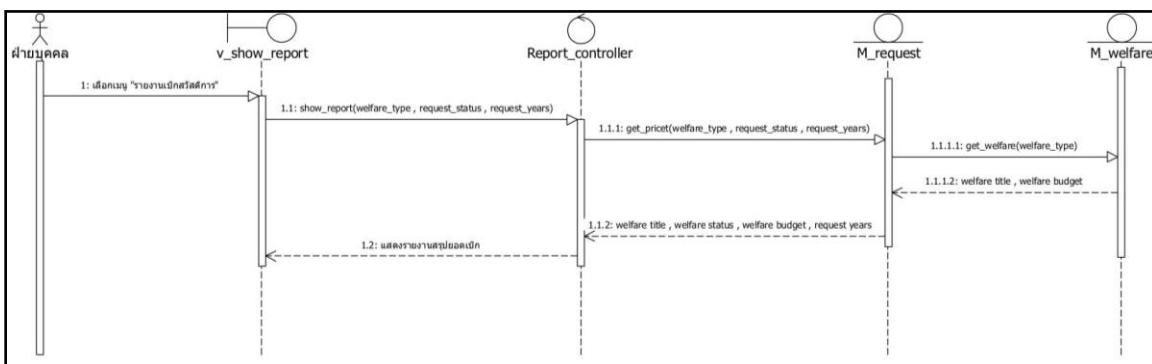 ฝ่ายบุคคล
v_show_report
Report_controller
M_request
M_welfare
1: เลือกเมนู "รายงานเบิกสวัสดิการ"
1.1: show_report(welfare_type , request_status , request_years)
1.1.1: get_pricet(welfare_type , request_status , request_years)
1.1.1.1: get_welfare(welfare_type)
1.1.1.2: welfare title , welfare budget
1.1.2: welfare title , welfare status , welfare budget , request years
1.2: แสดงรายงานสรุปยอดเบิก